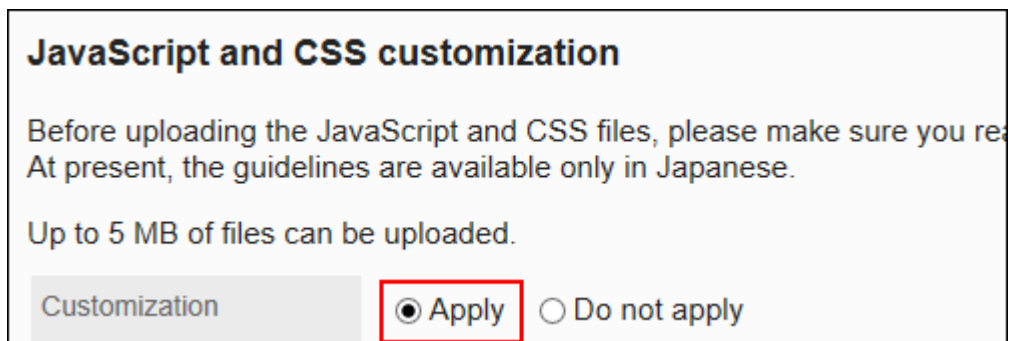 JavaScript and CSS customization
Before uploading the JavaScript and CSS files, please make sure you
At present, the guidelines are available only in Japanese.
Up to 5 MB of files can be uploaded.
Customization
Apply
Do not apply